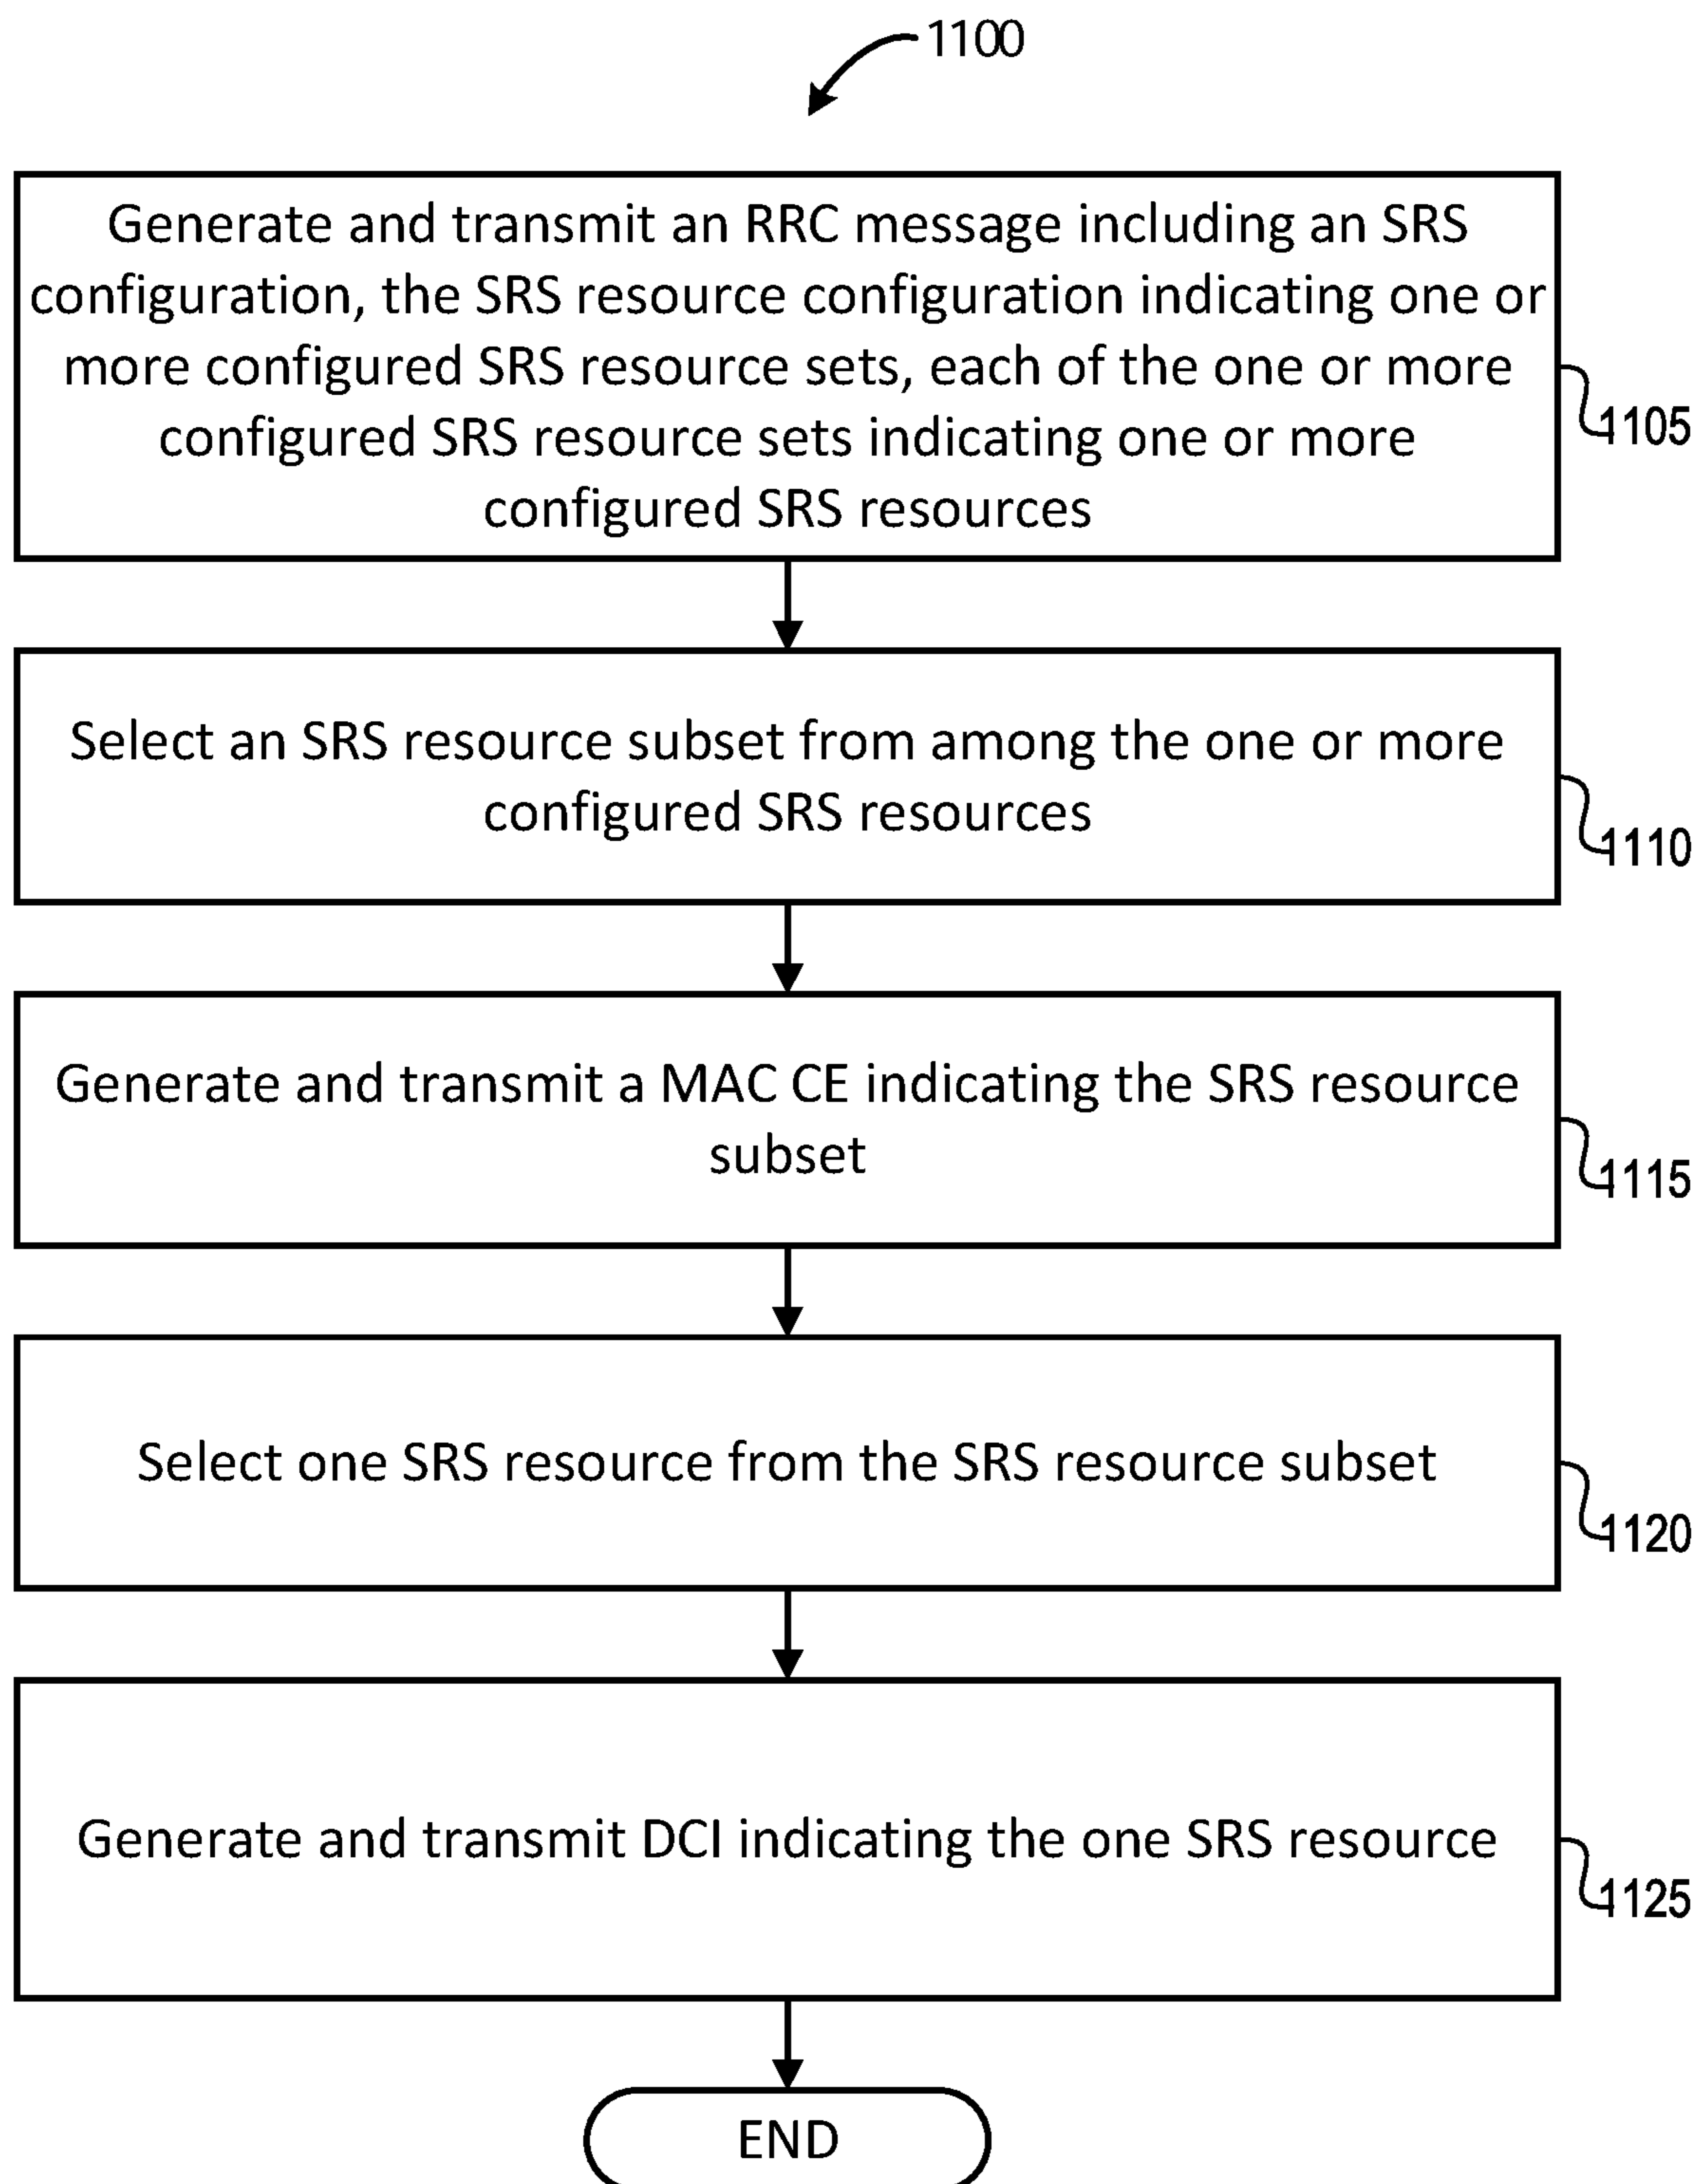 1100
Generate and transmit an RRC message including an SRS
configuration, the SRS resource configuration indicating one or
more configured SRS resource sets, each of the one or more
configured SRS resource sets indicating one or more
configured SRS resources
1105
Select an SRS resource subset from among the one or more
configured SRS resources
1110
Generate and transmit a MAC CE indicating the SRS resource
subset
1115
Select one SRS resource from the SRS resource subset
1120
Generate and transmit DCI indicating the one SRS resource
1125
END